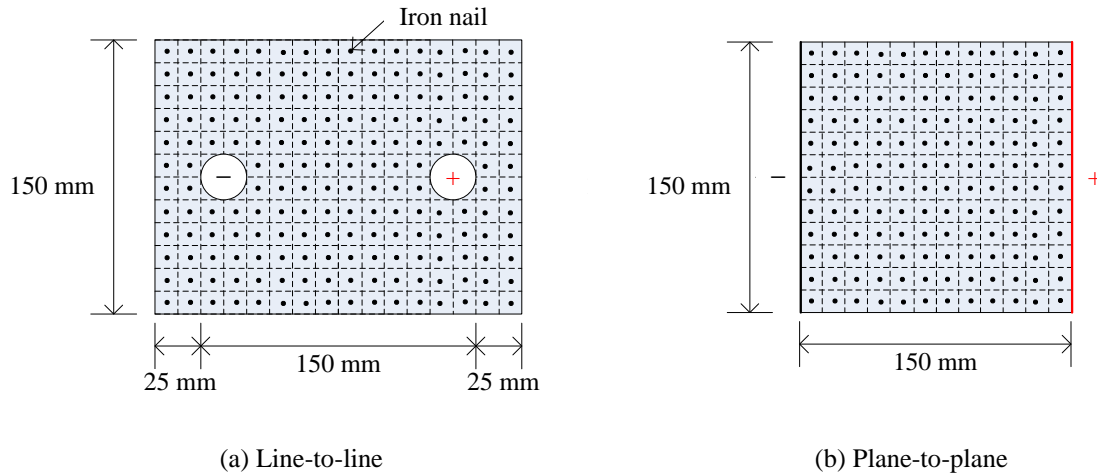 Iron nail
150 mm
−
+
150 mm
25 mm
25 mm
(a) Line-to-line
150 mm
−
+
150 mm
(b) Plane-to-plane